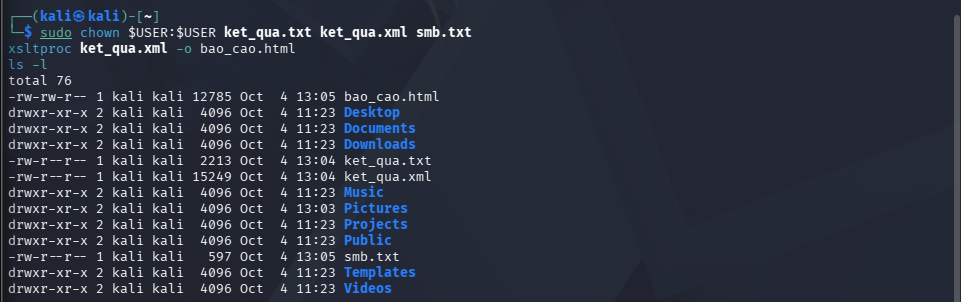 ┌──(kali㉿kali)-[~]
└─$ sudo chown $USER:$USER ket_qua.txt ket_qua.xml smb.txt
xsltproc ket_qua.xml -o bao_cao.html
ls -l
total 76
-rw-rw-r-- 1 kali kali 12785 Oct  4 13:05 bao_cao.html
drwxr-xr-x 2 kali kali  4096 Oct  4 11:23 Desktop
drwxr-xr-x 2 kali kali  4096 Oct  4 11:23 Documents
drwxr-xr-x 2 kali kali  4096 Oct  4 11:23 Downloads
-rw-r--r-- 1 kali kali  2213 Oct  4 13:04 ket_qua.txt
-rw-r--r-- 1 kali kali 15249 Oct  4 13:04 ket_qua.xml
drwxr-xr-x 2 kali kali  4096 Oct  4 11:23 Music
drwxr-xr-x 2 kali kali  4096 Oct  4 13:03 Pictures
drwxr-xr-x 2 kali kali  4096 Oct  4 11:23 Projects
drwxr-xr-x 2 kali kali  4096 Oct  4 11:23 Public
-rw-r--r-- 1 kali kali   597 Oct  4 13:05 smb.txt
drwxr-xr-x 2 kali kali  4096 Oct  4 11:23 Templates
drwxr-xr-x 2 kali kali  4096 Oct  4 11:23 Videos